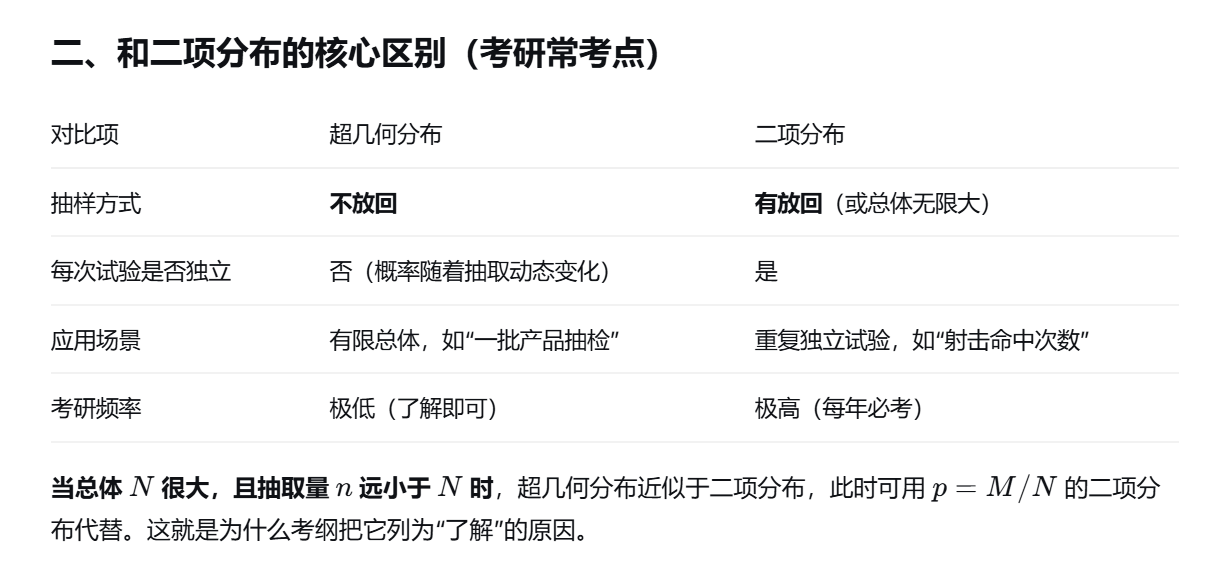 二、和二项分布的核心区别（考研常考点）
对比项 超几何分布 二项分布
抽样方式 不放回 有放回（或总体无限大）
每次试验是否独立 否（概率随着抽取动态变化） 是
应用场景 有限总体，如“一批产品抽检” 重复独立试验，如“射击命中次数”
考研频率 极低（了解即可） 极高（每年必考）
当总体 N 很大，且抽取量 n 远小于 N 时，超几何分布近似于二项分布，此时可用 p = M/N 的二项分
布代替。这就是为什么考纲把它列为“了解”的原因。